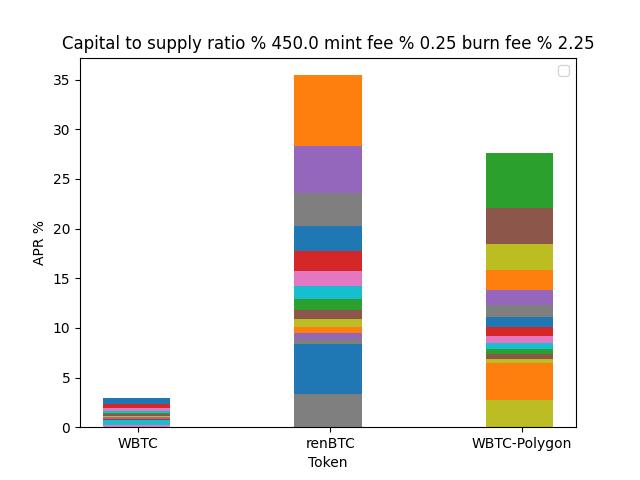 Capital to supply ratio % 450.0 mint fee % 0.25 burn fee % 2.25
APR %
35
30
25
20
15
10
5
0
WBTC
renBTC
WBTC-Polygon
Token